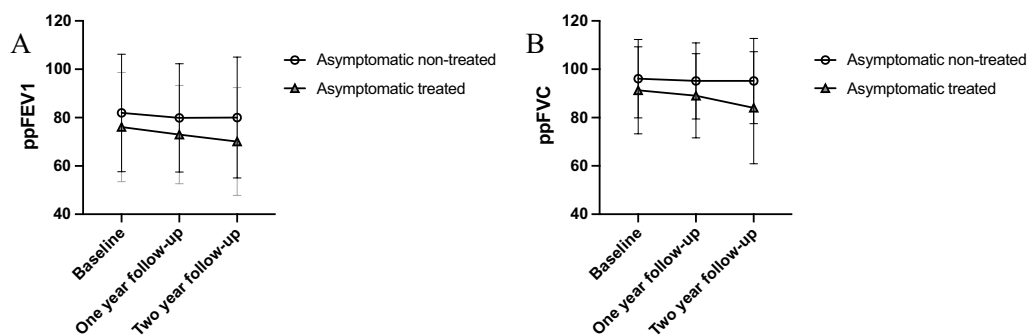 A
120
100
80
60
40
ppFEV1
Baseline
One year follow-up
Two year follow-up
Asymptomatic non-treated
Asymptomatic treated
B
120
100
80
60
40
ppFVC
Baseline
One year follow-up
Two year follow-up
Asymptomatic non-treated
Asymptomatic treated